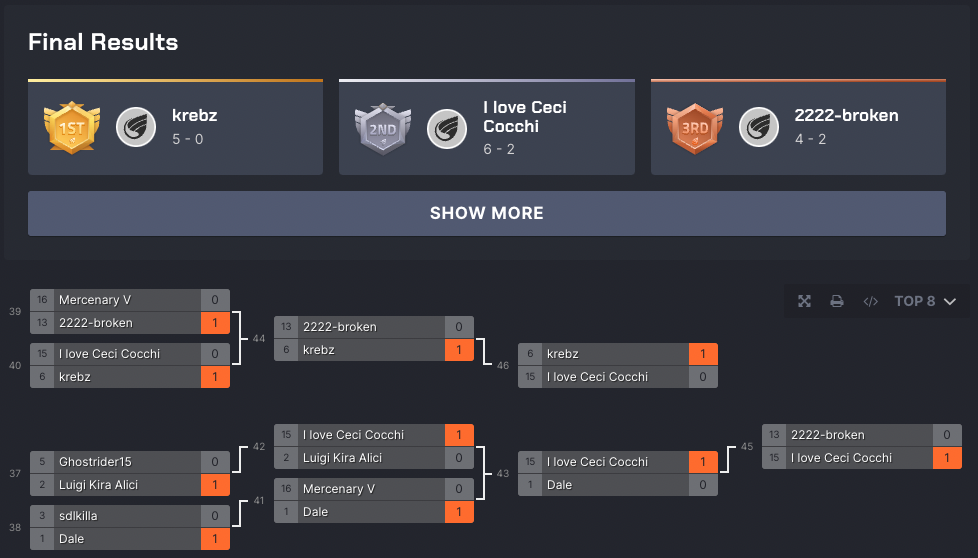 Final Results
1ST
krebz
5 - 0
2ND
I love Ceci
Cocchi
6 - 2
3RD
2222-broken
4 - 2
SHOW MORE
</> TOP 8
39
16 Mercenary V 0
13 2222-broken 1
40
15 I love Ceci Cocchi 0
6 krebz 1
44
13 2222-broken 0
6 krebz 1
46
6 krebz 1
15 I love Ceci Cocchi 0
37
5 Ghostrider15 0
2 Luigi Kira Alici 1
38
3 sdlkilla 0
1 Dale 1
42
15 I love Ceci Cocchi 1
2 Luigi Kira Alici 0
41
16 Mercenary V 0
1 Dale 1
43
15 I love Ceci Cocchi 1
1 Dale 0
45
13 2222-broken 0
15 I love Ceci Cocchi 1